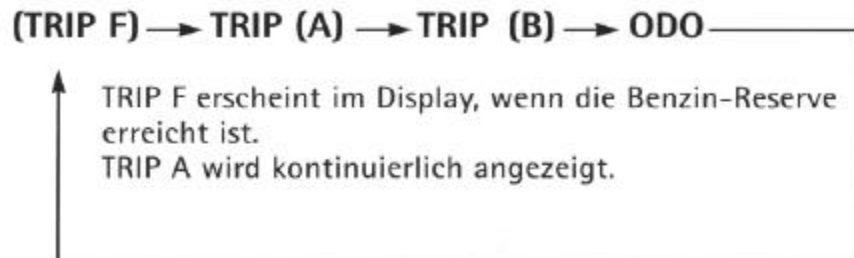 (TRIP F) → TRIP (A) → TRIP (B) → ODO
TRIP F erscheint im Display, wenn die Benzin-Reserve
erreicht ist.
TRIP A wird kontinuierlich angezeigt.